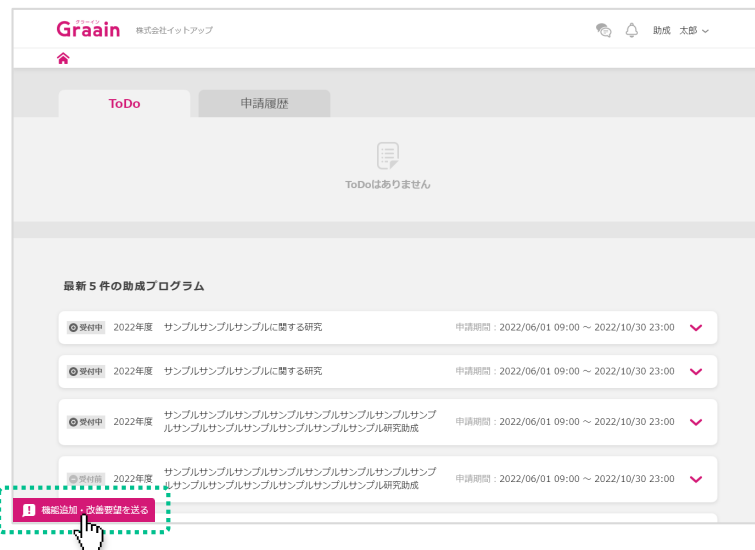 グラーイン
Graain 株式会社イットアップ 助成 太郎
ToDo 申請履歴
ToDoはありません
最新5件の助成プログラム
受付中 2022年度 サンプルサンプルサンプルに関する研究 申請期間：2022/06/01 09:00 ～ 2022/10/30 23:00
受付中 2022年度 サンプルサンプルサンプルに関する研究 申請期間：2022/06/01 09:00 ～ 2022/10/30 23:00
受付中 2022年度 サンプルサンプルサンプルサンプルサンプルサンプルサンプルサンプ
ルサンプルサンプルサンプルサンプルサンプルサンプル研究助成 申請期間：2022/06/01 09:00 ～ 2022/10/30 23:00
受付前 2022年度 サンプルサンプルサンプルサンプルサンプルサンプルサンプルサンプ
ルサンプルサンプルサンプルサンプルサンプルサンプル研究助成 申請期間：2022/06/01 09:00 ～ 2022/10/30 23:00
機能追加・改善要望を送る